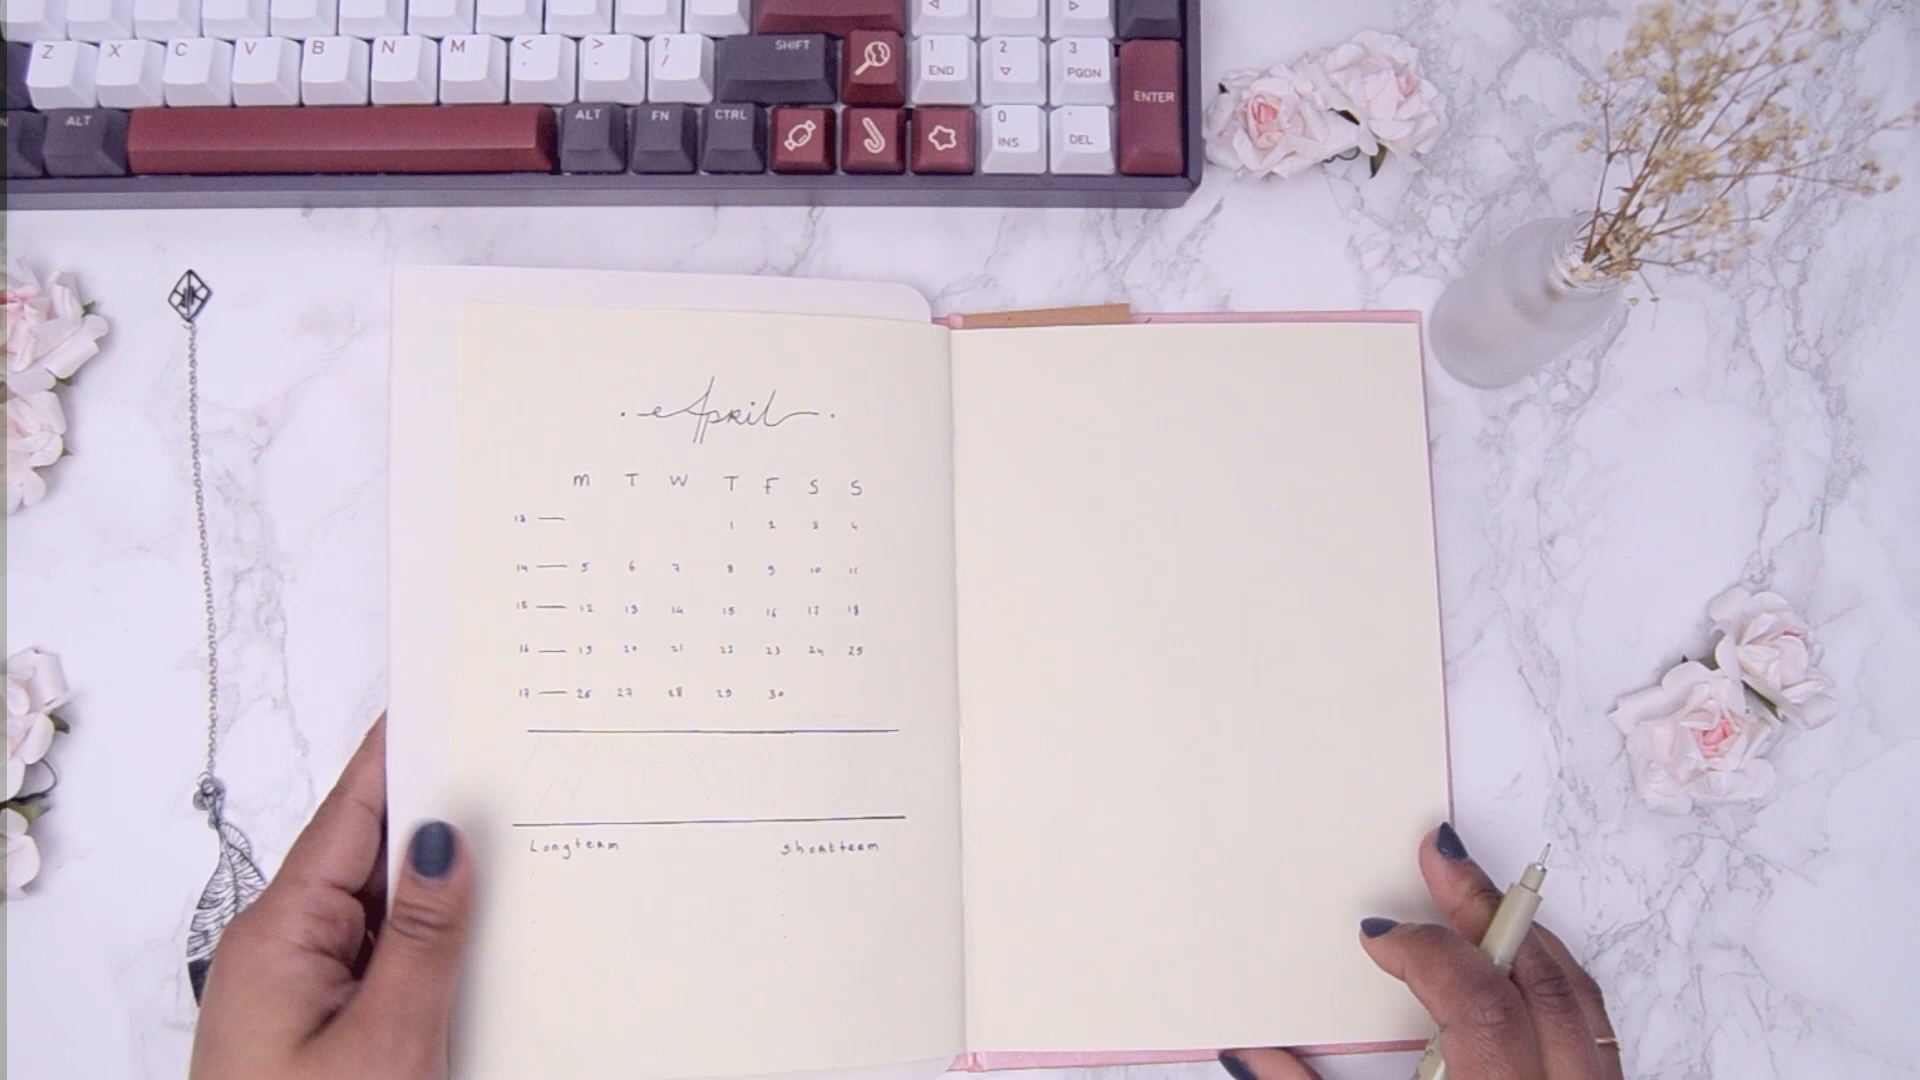 Z X C V B N M < , > . ? / SHIFT 1 END 2 3 PGDN ENTER
ALT ALT FN CTRL 0 INS . DEL
. April .
M T W T F S S
13 — 1 2 3 4
14 — 5 6 7 8 9 10 11
15 — 12 13 14 15 16 17 18
16 — 19 20 21 22 23 24 25
17 — 26 27 28 29 30
Longterm shortterm